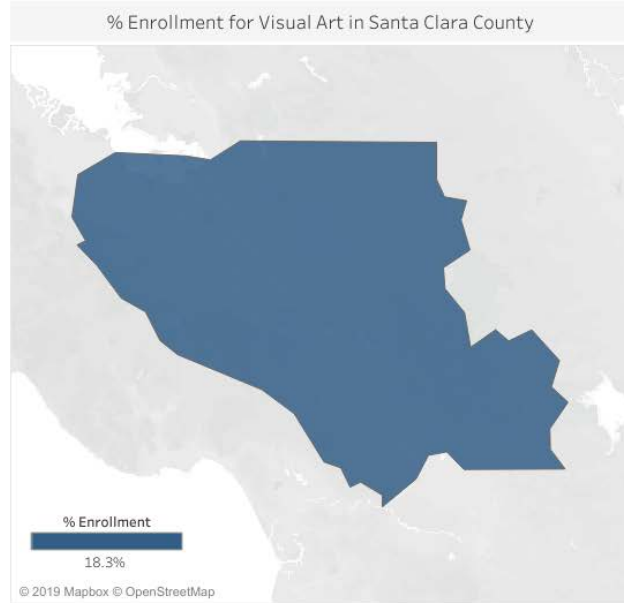 % Enrollment for Visual Art in Santa Clara County
% Enrollment
18.3%
© 2019 Mapbox © OpenStreetMap